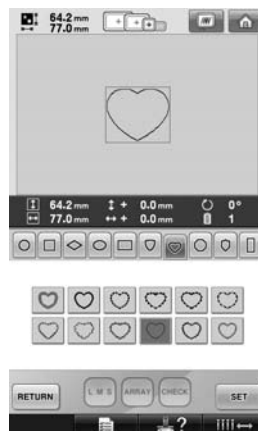 64.2 mm
77.0 mm
64.2 mm + 0.0 mm 0°
77.0 mm + 0.0 mm 1
L M S ARRAY CHECK
RETURN SET
?